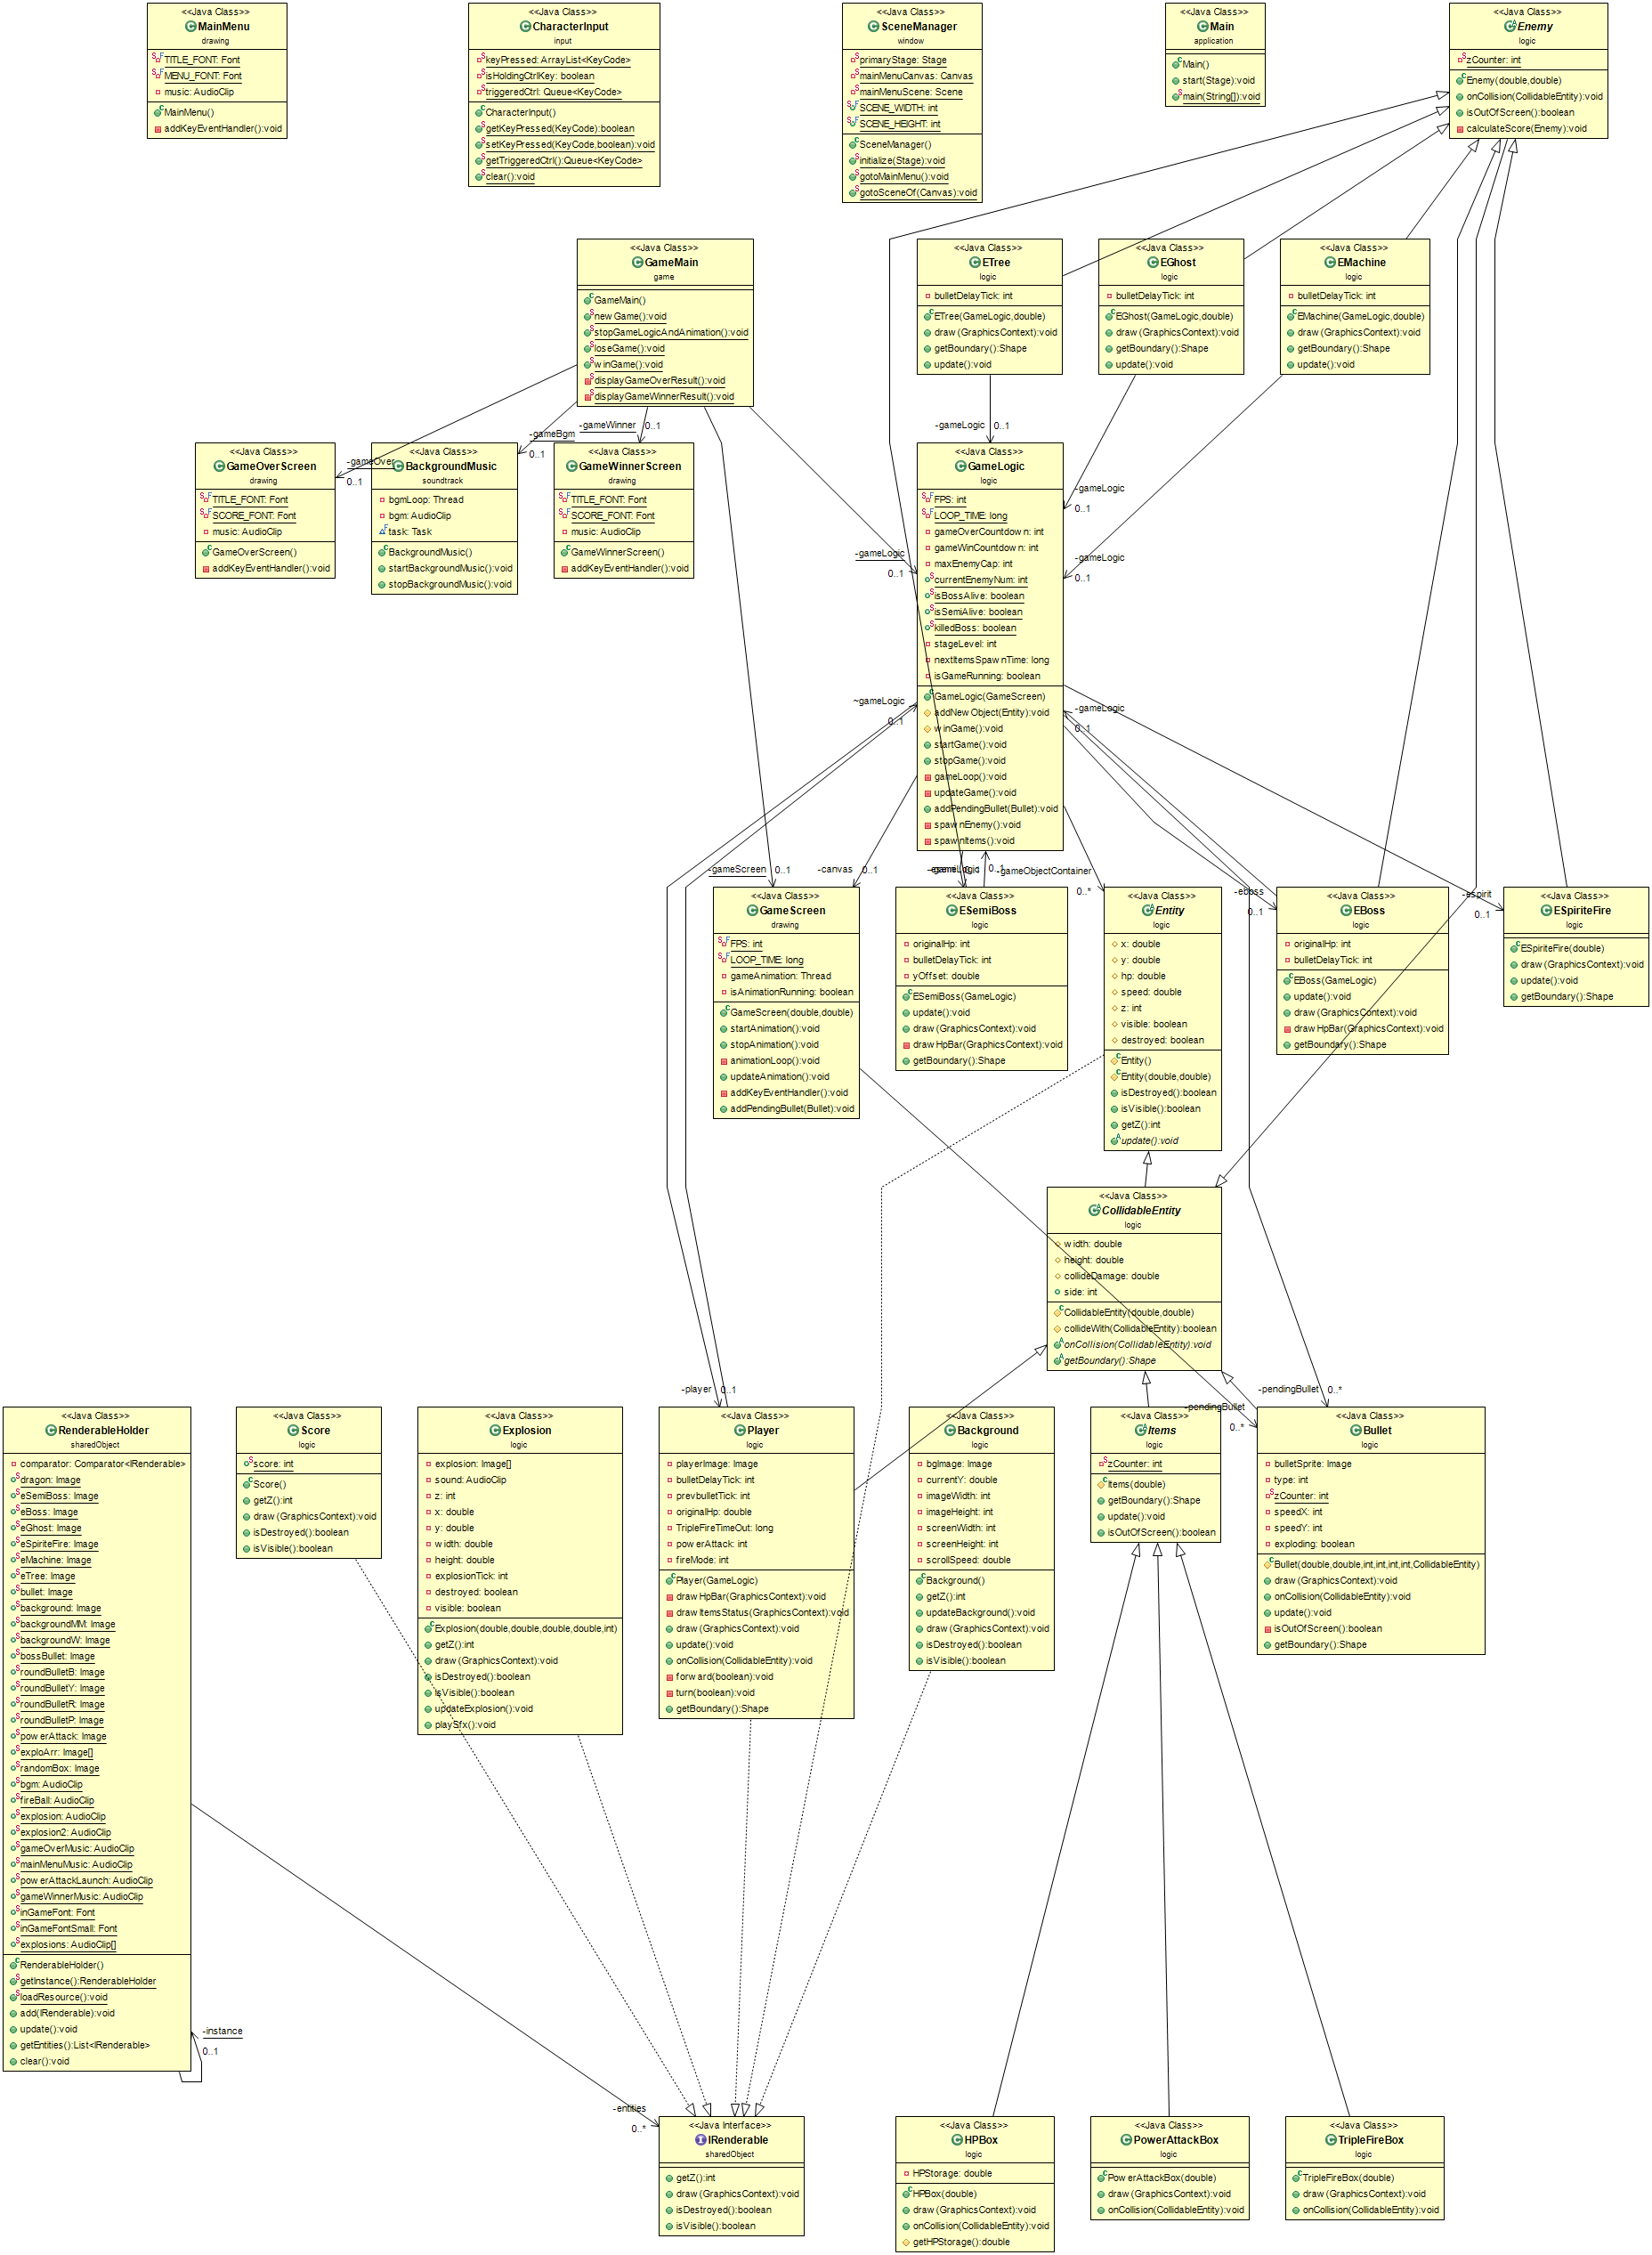 <<Java Class>>
MainMenu
drawing
TITLE_FONT: Font
MENU_FONT: Font
music: AudioClip
MainMenu()
addKeyEventHandler():void
<<Java Class>>
CharacterInput
input
keyPressed: ArrayList<KeyCode>
isHoldingCtrlKey: boolean
triggeredCtrl: Queue<KeyCode>
CharacterInput()
getKeyPressed(KeyCode):boolean
setKeyPressed(KeyCode,boolean):void
getTriggeredCtrl():Queue<KeyCode>
clear():void
<<Java Class>>
SceneManager
window
primaryStage: Stage
mainMenuCanvas: Canvas
mainMenuScene: Scene
SCENE_WIDTH: int
SCENE_HEIGHT: int
SceneManager()
initialize(Stage):void
gotoMainMenu():void
gotoSceneOf(Canvas):void
<<Java Class>>
Main
application
Main()
start(Stage):void
main(String[]):void
<<Java Class>>
Enemy
logic
zCounter: int
Enemy(double,double)
onCollision(CollidableEntity):void
isOutOfScreen():boolean
calculateScore(Enemy):void
<<Java Class>>
GameMain
game
GameMain()
newGame():void
stopGameLogicAndAnimation():void
loseGame():void
winGame():void
displayGameOverResult():void
displayGameWinnerResult():void
<<Java Class>>
ETree
logic
bulletDelayTick: int
ETree(GameLogic,double)
draw(GraphicsContext):void
getBoundary():Shape
update():void
<<Java Class>>
EGhost
logic
bulletDelayTick: int
EGhost(GameLogic,double)
draw(GraphicsContext):void
getBoundary():Shape
update():void
<<Java Class>>
EMachine
logic
bulletDelayTick: int
EMachine(GameLogic,double)
draw(GraphicsContext):void
getBoundary():Shape
update():void
-gameOver
0..1
-gameBgm
0..1
-gameWinner
0..1
-gameLogic
0..1
-gameLogic
0..1
-gameLogic
0..1
-gameLogic
0..1
<<Java Class>>
GameOverScreen
drawing
TITLE_FONT: Font
SCORE_FONT: Font
music: AudioClip
GameOverScreen()
addKeyEventHandler():void
<<Java Class>>
BackgroundMusic
soundtrack
bgmLoop: Thread
bgm: AudioClip
task: Task
BackgroundMusic()
startBackgroundMusic():void
stopBackgroundMusic():void
<<Java Class>>
GameWinnerScreen
drawing
TITLE_FONT: Font
SCORE_FONT: Font
music: AudioClip
GameWinnerScreen()
addKeyEventHandler():void
<<Java Class>>
GameLogic
logic
FPS: int
LOOP_TIME: long
gameOverCountdown: int
gameWinCountdown: int
maxEnemyCap: int
currentEnemyNum: int
isBossAlive: boolean
isSemiAlive: boolean
killedBoss: boolean
stageLevel: int
nextItemsSpawnTime: long
isGameRunning: boolean
GameLogic(GameScreen)
addNewObject(Entity):void
winGame():void
startGame():void
stopGame():void
gameLoop():void
updateGame():void
addPendingBullet(Bullet):void
spawnEnemy():void
spawnItems():void
~gameLogic
0..1
-gameLogic
0..1
-gameScreen
0..1
-canvas
0..1
-gameLogic
0..1
0..1
-gameObjectContainer
0..*
-eboss
0..1
-espirit
0..1
<<Java Class>>
GameScreen
drawing
FPS: int
LOOP_TIME: long
gameAnimation: Thread
isAnimationRunning: boolean
GameScreen(double,double)
startAnimation():void
stopAnimation():void
animationLoop():void
updateAnimation():void
addKeyEventHandler():void
addPendingBullet(Bullet):void
<<Java Class>>
ESemiBoss
logic
originalHp: int
bulletDelayTick: int
yOffset: double
ESemiBoss(GameLogic)
update():void
draw(GraphicsContext):void
drawHpBar(GraphicsContext):void
getBoundary():Shape
<<Java Class>>
Entity
logic
x: double
y: double
hp: double
speed: double
z: int
visible: boolean
destroyed: boolean
Entity()
Entity(double,double)
isDestroyed():boolean
isVisible():boolean
getZ():int
update():void
<<Java Class>>
EBoss
logic
originalHp: int
bulletDelayTick: int
EBoss(GameLogic)
update():void
draw(GraphicsContext):void
drawHpBar(GraphicsContext):void
getBoundary():Shape
<<Java Class>>
ESpiriteFire
logic
ESpiriteFire(double)
draw(GraphicsContext):void
update():void
getBoundary():Shape
<<Java Class>>
CollidableEntity
logic
width: double
height: double
collideDamage: double
side: int
CollidableEntity(double,double)
collideWith(CollidableEntity):boolean
onCollision(CollidableEntity):void
getBoundary():Shape
-player
0..1
-pendingBullet
0..*
-pendingBullet
0..*
<<Java Class>>
RenderableHolder
sharedObject
comparator: Comparator<IRenderable>
dragon: Image
eSemiBoss: Image
eBoss: Image
eGhost: Image
eSpiriteFire: Image
eMachine: Image
eTree: Image
bullet: Image
background: Image
backgroundMM: Image
backgroundW: Image
bossBullet: Image
roundBulletB: Image
roundBulletY: Image
roundBulletR: Image
roundBulletP: Image
powerAttack: Image
exploArr: Image[]
randomBox: Image
bgm: AudioClip
fireBall: AudioClip
explosion: AudioClip
explosion2: AudioClip
gameOverMusic: AudioClip
mainMenuMusic: AudioClip
powerAttackLaunch: AudioClip
gameWinnerMusic: AudioClip
inGameFont: Font
inGameFontSmall: Font
explosions: AudioClip[]
RenderableHolder()
getInstance():RenderableHolder
loadResource():void
add(IRenderable):void
update():void
getEntities():List<IRenderable>
clear():void
<<Java Class>>
Score
logic
score: int
Score()
getZ():int
draw(GraphicsContext):void
isDestroyed():boolean
isVisible():boolean
<<Java Class>>
Explosion
logic
explosion: Image[]
sound: AudioClip
z: int
x: double
y: double
width: double
height: double
explosionTick: int
destroyed: boolean
visible: boolean
Explosion(double,double,double,double,int)
getZ():int
draw(GraphicsContext):void
isDestroyed():boolean
isVisible():boolean
updateExplosion():void
playSfx():void
<<Java Class>>
Player
logic
playerImage: Image
bulletDelayTick: int
prevbulletTick: int
originalHp: double
TripleFireTimeOut: long
powerAttack: int
fireMode: int
Player(GameLogic)
drawHpBar(GraphicsContext):void
drawItemsStatus(GraphicsContext):void
draw(GraphicsContext):void
update():void
onCollision(CollidableEntity):void
forward(boolean):void
turn(boolean):void
getBoundary():Shape
<<Java Class>>
Background
logic
bgImage: Image
currentY: double
imageWidth: int
imageHeight: int
screenWidth: int
screenHeight: int
scrollSpeed: double
Background()
getZ():int
updateBackground():void
draw(GraphicsContext):void
isDestroyed():boolean
isVisible():boolean
<<Java Class>>
Items
logic
zCounter: int
Items(double)
getBoundary():Shape
update():void
isOutOfScreen():boolean
<<Java Class>>
Bullet
logic
bulletSprite: Image
type: int
zCounter: int
speedX: int
speedY: int
exploding: boolean
Bullet(double,double,int,int,int,int,CollidableEntity)
draw(GraphicsContext):void
onCollision(CollidableEntity):void
update():void
isOutOfScreen():boolean
getBoundary():Shape
-instance
0..1
-entities
0..*
<<Java Interface>>
IRenderable
sharedObject
getZ():int
draw(GraphicsContext):void
isDestroyed():boolean
isVisible():boolean
<<Java Class>>
HPBox
logic
HPStorage: double
HPBox(double)
draw(GraphicsContext):void
onCollision(CollidableEntity):void
getHPStorage():double
<<Java Class>>
PowerAttackBox
logic
PowerAttackBox(double)
draw(GraphicsContext):void
onCollision(CollidableEntity):void
<<Java Class>>
TripleFireBox
logic
TripleFireBox(double)
draw(GraphicsContext):void
onCollision(CollidableEntity):void